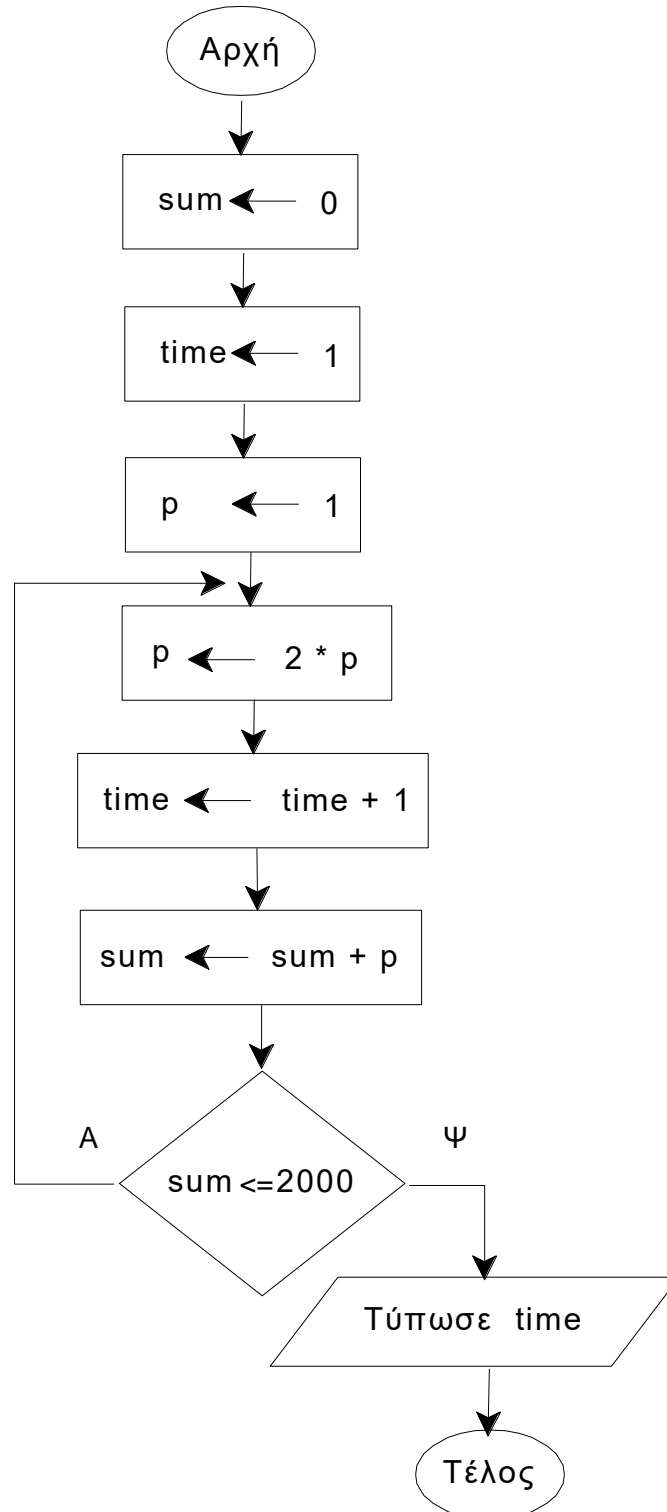 Αρχή
sum ← 0
time ← 1
p ← 1
p ← 2 * p
time ← time + 1
sum ← sum + p
Α
Ψ
sum <=2000
Τύπωσε time
Τέλος